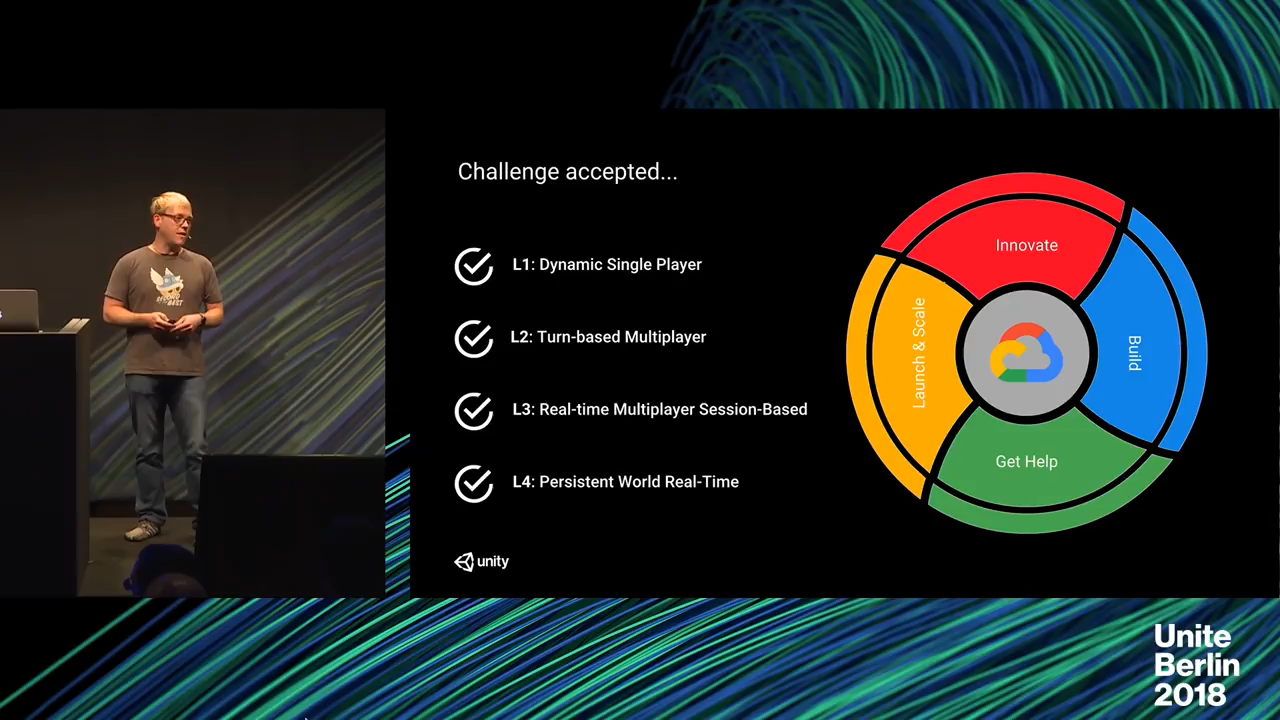 Challenge accepted...
L1: Dynamic Single Player
L2: Turn-based Multiplayer
L3: Real-time Multiplayer Session-Based
L4: Persistent World Real-Time
Innovate
Launch & Scale
Build
Get Help
unity
Unite
Berlin
2018